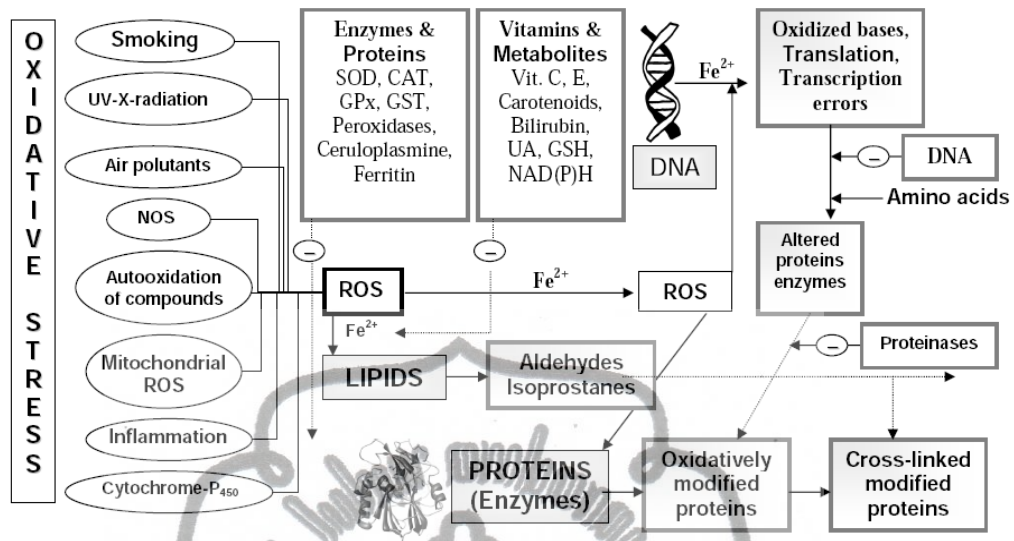 OXIDATIVE STRESS
Smoking
UV-X-radiation
Air polutants
NOS
Autooxidation
of compounds
Mitochondrial
ROS
Inflammation
Cytochrome-P450
Enzymes &
Proteins
SOD, CAT,
GPx, GST,
Peroxidases,
Ceruloplasmine,
Ferritin
Vitamins &
Metabolites
Vit. C, E,
Carotenoids,
Bilirubin,
UA, GSH,
NAD(P)H
DNA
Fe2+
Oxidized bases,
Translation,
Transcription
errors
–
DNA
Amino acids
Altered
proteins
enzymes
–
–
ROS
Fe2+
ROS
Fe2+
LIPIDS
Aldehydes
Isoprostanes
–
Proteinases
PROTEINS
(Enzymes)
Oxidatively
modified
proteins
Cross-linked
modified
proteins